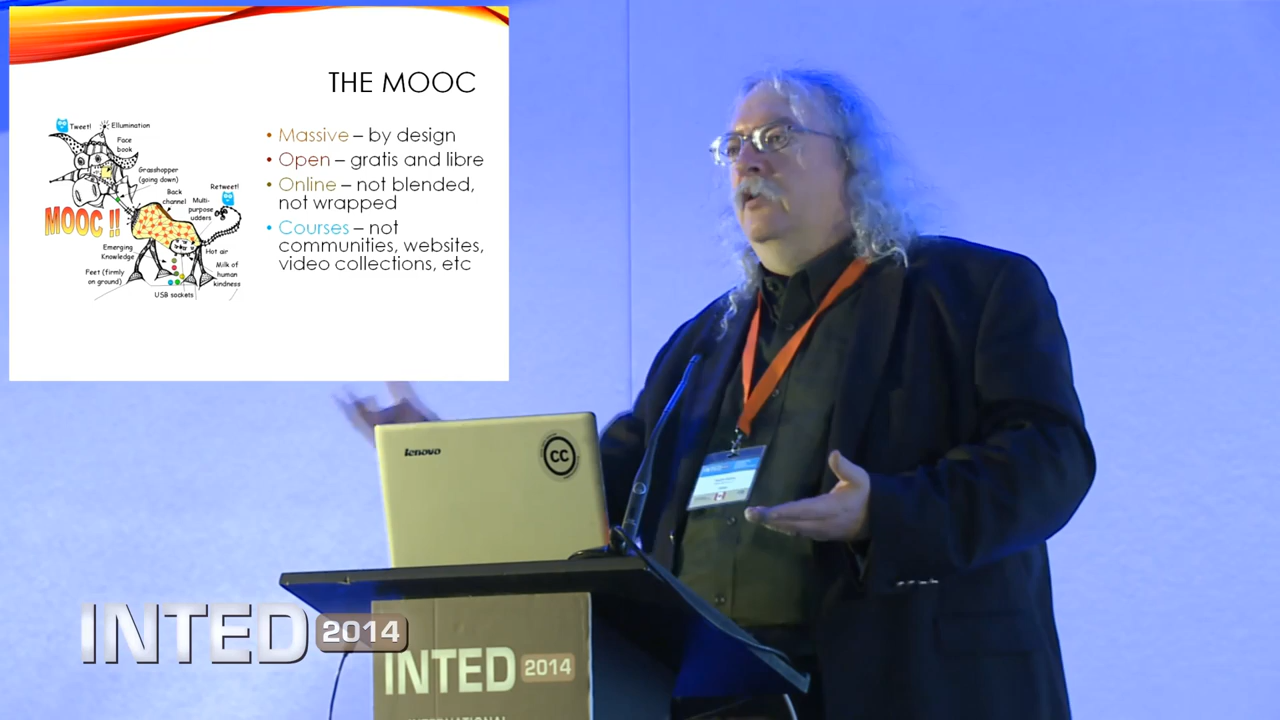 THE MOOC
• Massive – by design
• Open – gratis and libre
• Online – not blended,
not wrapped
• Courses – not
communities, websites,
video collections, etc
Tweet!
Ellumination
Face
book
Grasshopper
(going down)
Back
channel
Retweet!
Multi-
purpose
udders
MOOC !!
Emerging
Knowledge
Hot air
Feet (firmly
on ground)
Milk of
human
kindness
USB sockets
lenovo
CC
INTED 2014
INTED 2014
INTERNATIONAL